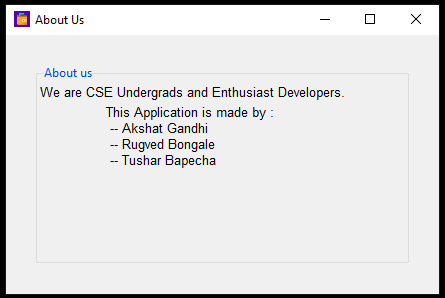 About Us
About us
We are CSE Undergrads and Enthusiast Developers.
This Application is made by :
-- Akshat Gandhi
-- Rugved Bongale
-- Tushar Bapecha